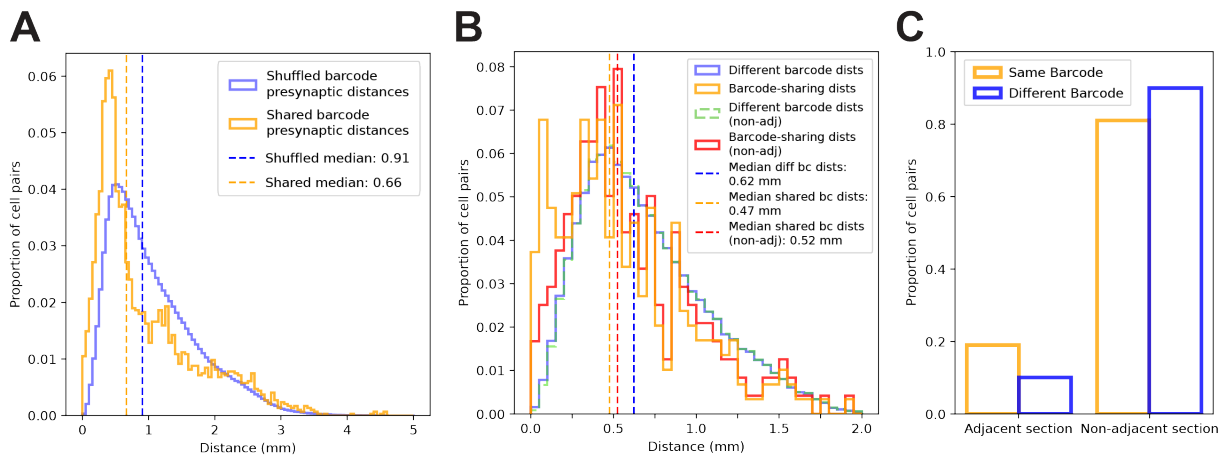 A
B
C
Proportion of cell pairs
0.06
0.05
0.04
0.03
0.02
0.01
0.00
Shuffled barcode
presynaptic distances
Shared barcode
presynaptic distances
Shuffled median: 0.91
Shared median: 0.66
0
1
2
3
4
5
Distance (mm)
Proportion of cell pairs
0.08
0.07
0.06
0.05
0.04
0.03
0.02
0.01
0.00
Different barcode dists
Barcode-sharing dists
Different barcode dists
(non-adj)
Barcode-sharing dists
(non-adj)
Median diff bc dists:
0.62 mm
Median shared bc dists:
0.47 mm
Median shared bc dists
(non-adj): 0.52 mm
0.0
0.5
1.0
1.5
2.0
Distance (mm)
Proportion of cell pairs
1.0
0.8
0.6
0.4
0.2
0.0
Same Barcode
Different Barcode
Adjacent section
Non-adjacent section